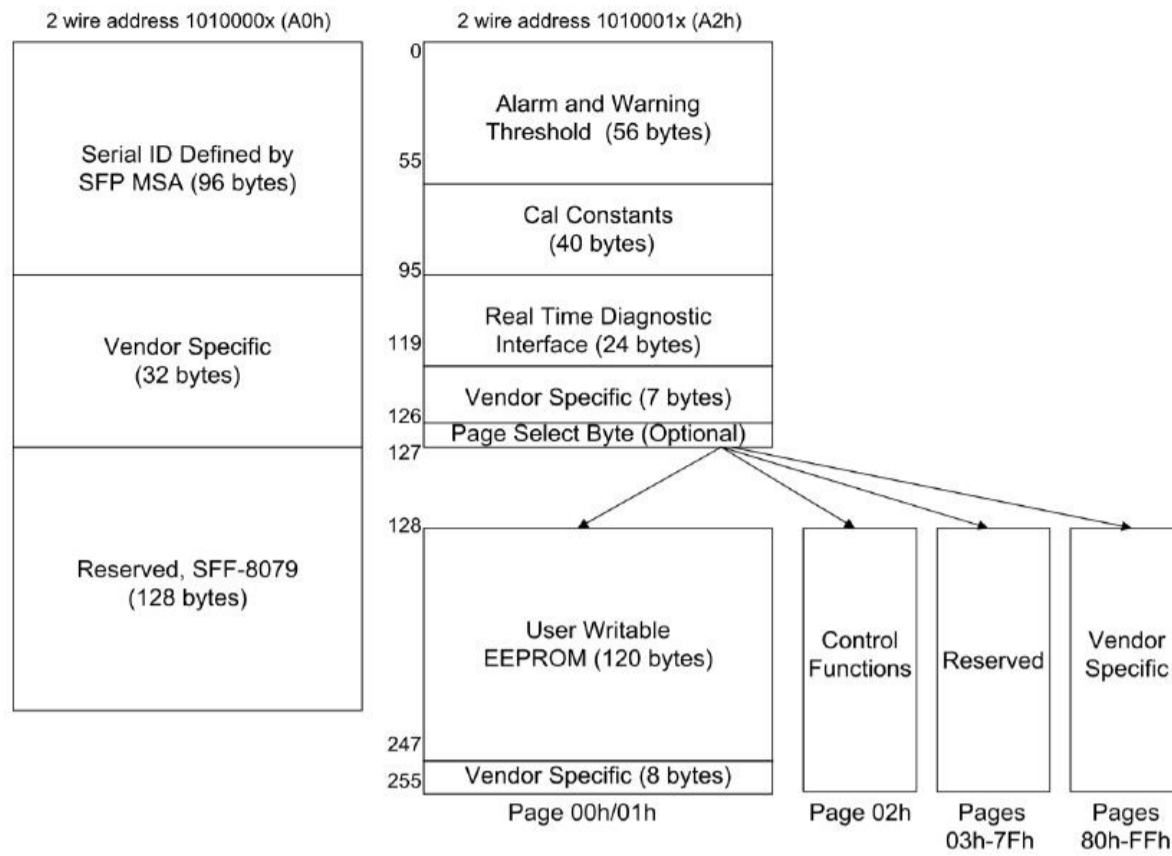 2 wire address 1010000x (A0h)
Serial ID Defined by
SFP MSA (96 bytes)
Vendor Specific
(32 bytes)
Reserved, SFF-8079
(128 bytes)
2 wire address 1010001x (A2h)
0
Alarm and Warning
Threshold (56 bytes)
55
Cal Constants
(40 bytes)
95
Real Time Diagnostic
Interface (24 bytes)
119
Vendor Specific (7 bytes)
126
Page Select Byte (Optional)
127
128
User Writable
EEPROM (120 bytes)
247
Vendor Specific (8 bytes)
255
Page 00h/01h
Control
Functions
Page 02h
Reserved
Pages
03h-7Fh
Vendor
Specific
Pages
80h-FFh